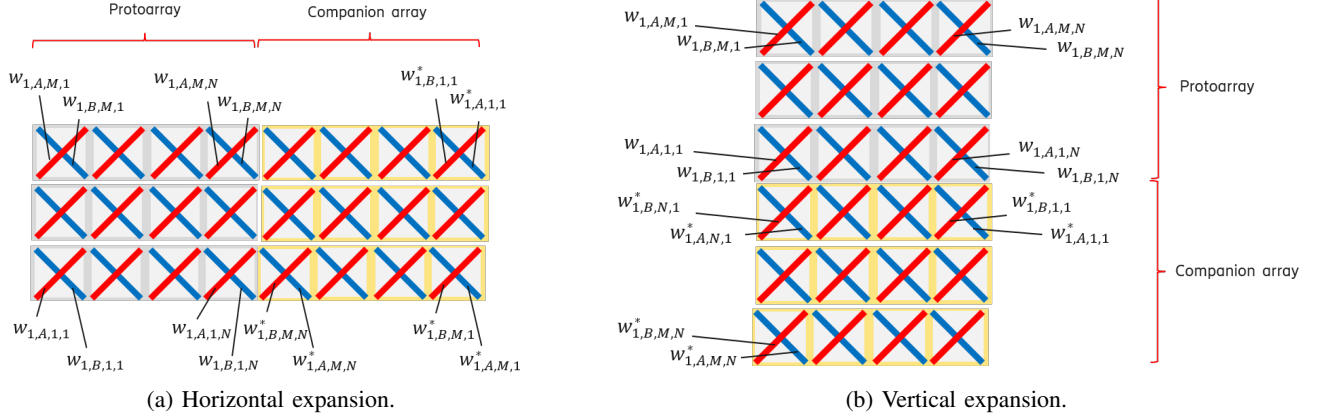 Protoarray
Companion array
w_{1,A,M,1}
w_{1,B,M,1}
w_{1,A,M,N}
w_{1,B,M,N}
w^*_{1,B,1,1}
w^*_{1,A,1,1}
w_{1,A,1,1}
w_{1,B,1,1}
w_{1,A,1,N}
w_{1,B,1,N}
w^*_{1,B,M,N}
w^*_{1,A,M,N}
w^*_{1,B,M,1}
w^*_{1,A,M,1}
(a) Horizontal expansion.
w_{1,A,M,1}
w_{1,B,M,1}
w_{1,A,M,N}
w_{1,B,M,N}
Protoarray
w_{1,A,1,1}
w_{1,B,1,1}
w_{1,A,1,N}
w_{1,B,1,N}
w^*_{1,B,N,1}
w^*_{1,A,N,1}
w^*_{1,B,1,1}
w^*_{1,A,1,1}
Companion array
w^*_{1,B,M,N}
w^*_{1,A,M,N}
(b) Vertical expansion.